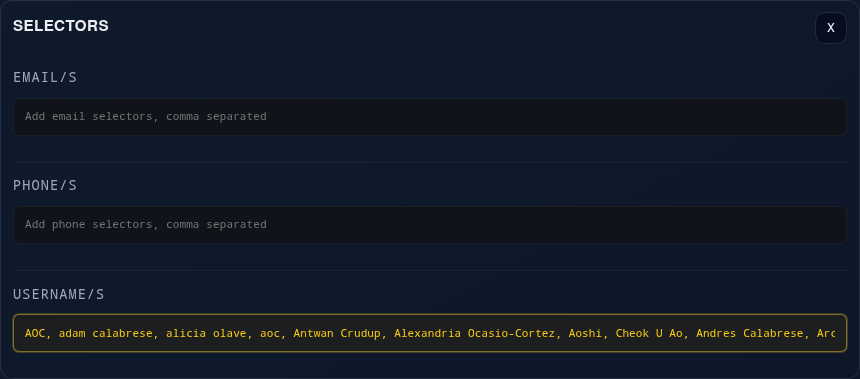 SELECTORS
X
EMAIL/S
Add email selectors, comma separated
PHONE/S
Add phone selectors, comma separated
USERNAME/S
AOC, adam calabrese, alicia olave, aoc, Antwan Crudup, Alexandria Ocasio-Cortez, Aoshi, Cheok U Ao, Andres Calabrese, Arc